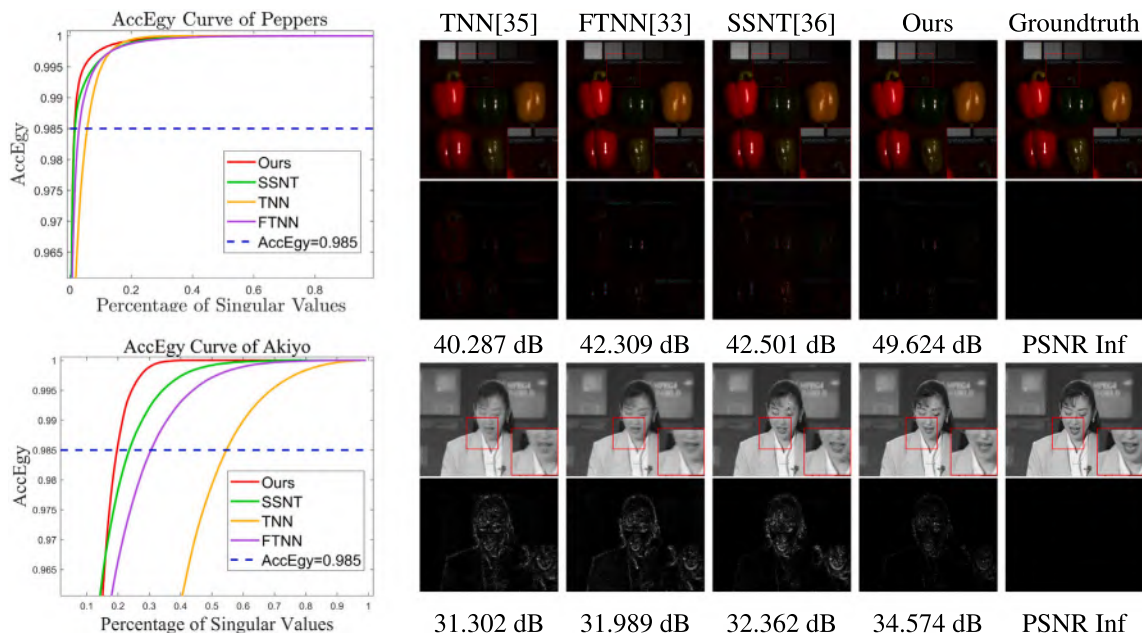 AccEgy Curve of Peppers
1
0.995
0.99
0.985
0.98
0.975
0.97
0.965
AccEgy
Ours
SSNT
TNN
FTNN
AccEgy=0.985
0 0.2 0.4 0.6 0.8
Percentage of Singular Values
TNN[35] FTNN[33] SSNT[36] Ours Groundtruth
40.287 dB 42.309 dB 42.501 dB 49.624 dB PSNR Inf
AccEgy Curve of Akiyo
1
0.995
0.99
0.985
0.98
0.975
0.97
0.965
AccEgy
Ours
SSNT
TNN
FTNN
AccEgy=0.985
0.1 0.2 0.3 0.4 0.5 0.6 0.7 0.8 0.9 1
Percentage of Singular Values
31.302 dB 31.989 dB 32.362 dB 34.574 dB PSNR Inf